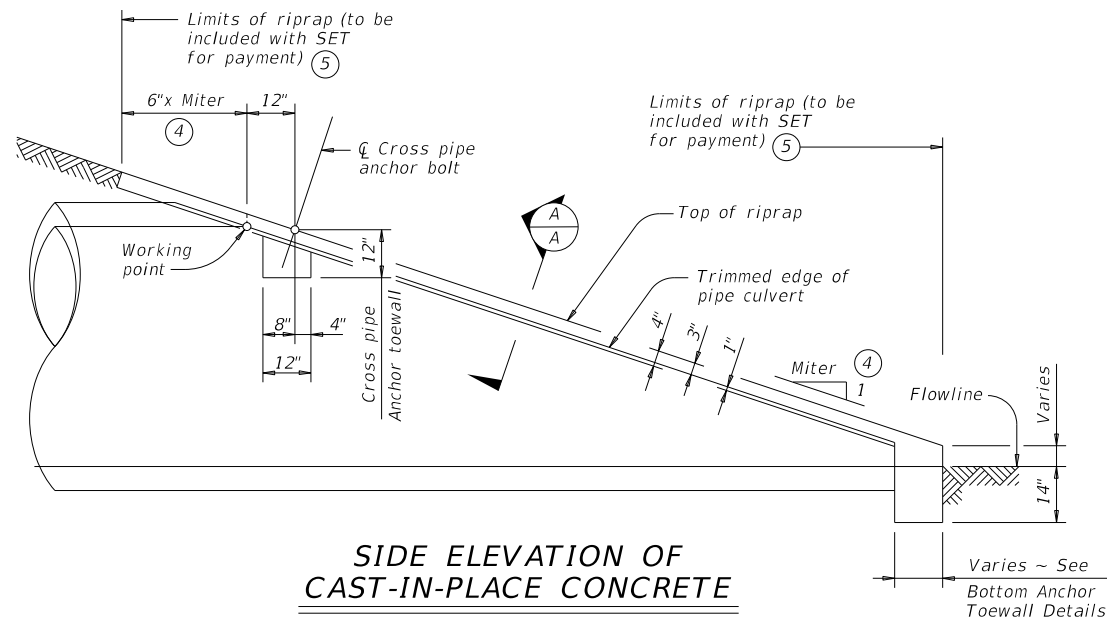 Limits of riprap (to be
included with SET
for payment) 5
6"x Miter
4
12"
℄ Cross pipe
anchor bolt
Limits of riprap (to be
included with SET
for payment) 5
Working
point
12"
A
A
Top of riprap
Trimmed edge of
pipe culvert
8"
4"
12"
Cross pipe
Anchor toewall
4"
3"
1"
Miter 4
1
Flowline
Varies
14"
SIDE ELEVATION OF
CAST-IN-PLACE CONCRETE
Varies ~ See
Bottom Anchor
Toewall Details